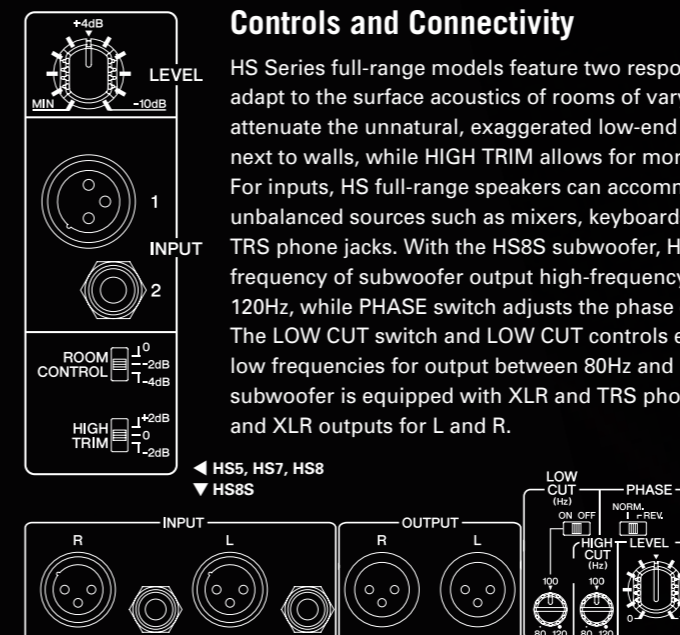 Controls and Connectivity
HS Series full-range models feature two respo
adapt to the surface acoustics of rooms of vary
attenuate the unnatural, exaggerated low-end
next to walls, while HIGH TRIM allows for mor
For inputs, HS full-range speakers can accomm
unbalanced sources such as mixers, keyboard
TRS phone jacks. With the HS8S subwoofer, H
frequency of subwoofer output high-frequency
120Hz, while PHASE switch adjusts the phase
The LOW CUT switch and LOW CUT controls e
low frequencies for output between 80Hz and
subwoofer is equipped with XLR and TRS pho
and XLR outputs for L and R.
+4dB
LEVEL
MIN -10dB
1
INPUT
2
ROOM CONTROL
0
-2dB
-4dB
HIGH TRIM
+2dB
0
-2dB
◀ HS5, HS7, HS8
▼ HS8S
INPUT
R L
OUTPUT
R L
LOW CUT
(Hz)
ON OFF
100
80 120
HIGH CUT
(Hz)
100
80 120
PHASE
NORM. REV.
LEVEL
0